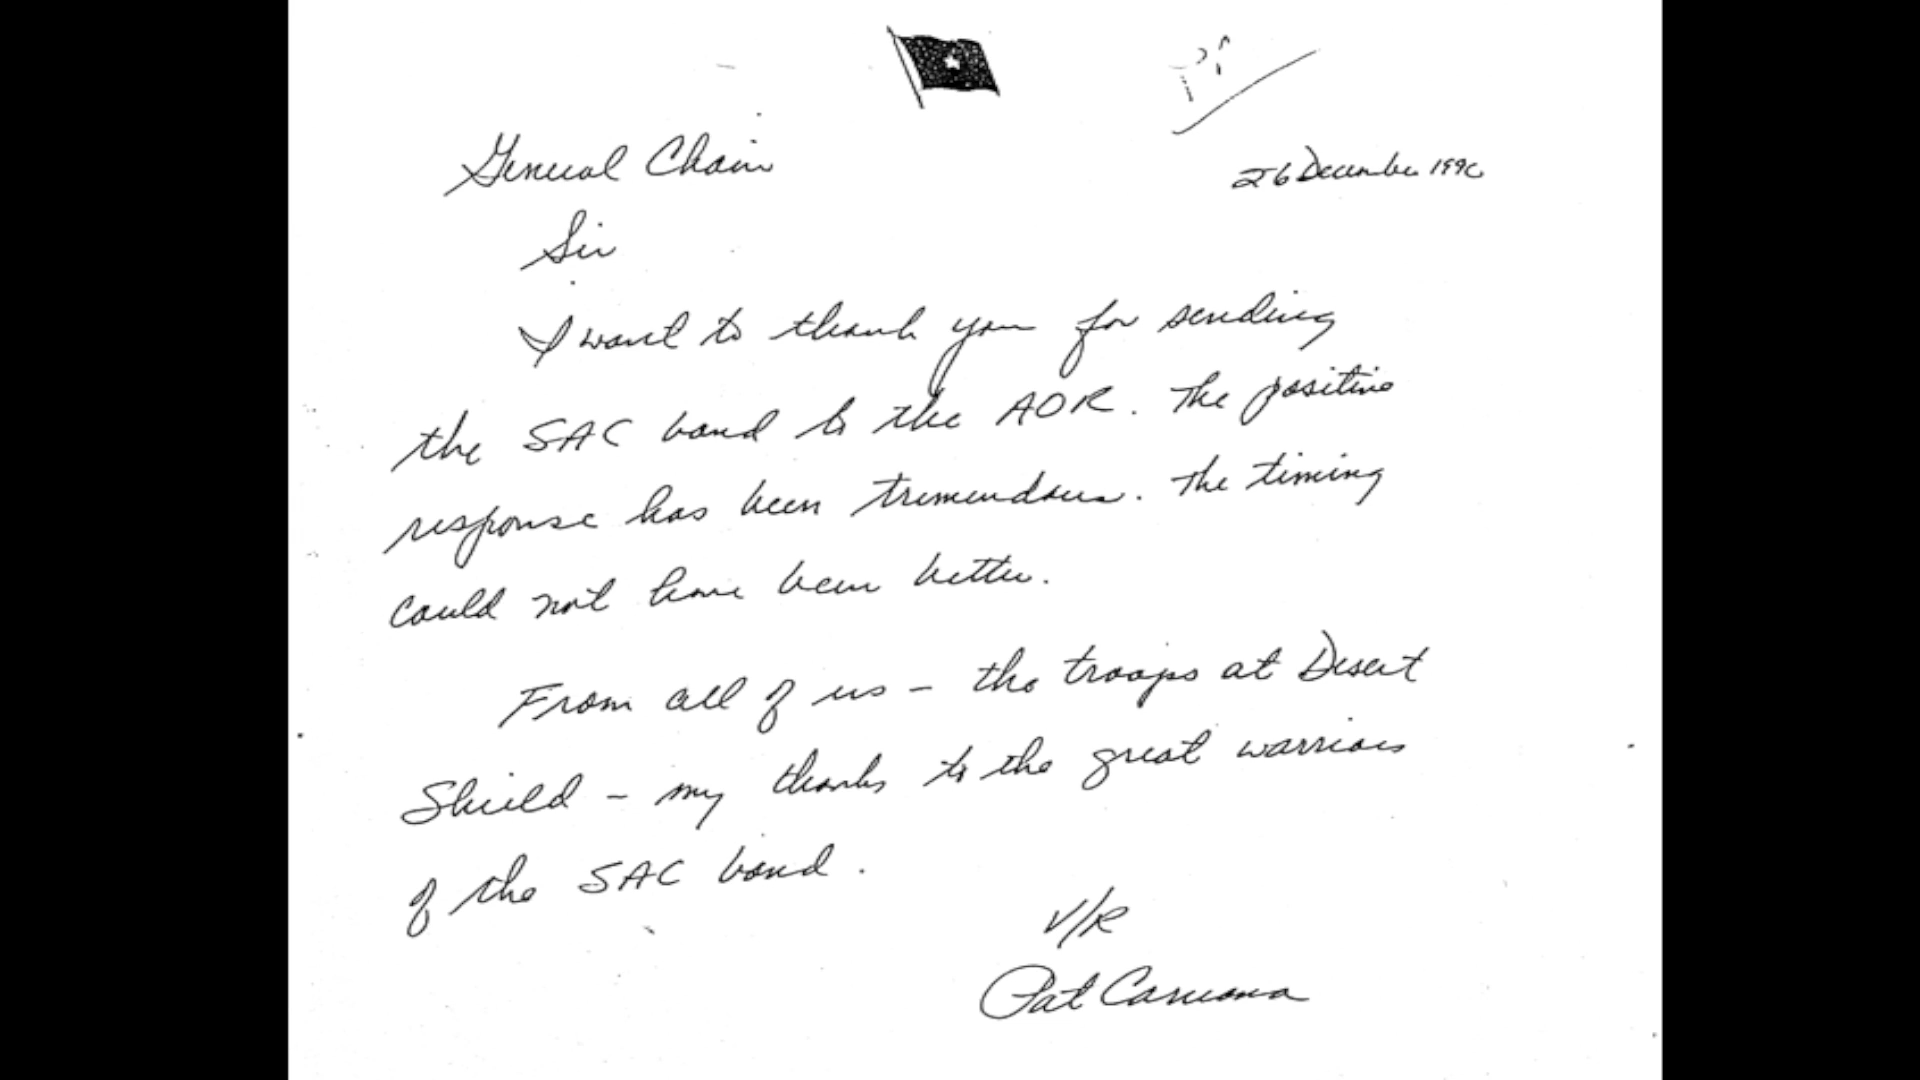 General Chain
26 December 1990
Sir
I want to thank you for sending
the SAC band to the AOR. The positive
response has been tremendous. The timing
could not have been better.
From all of us - the troops at Desert
Shield - my thanks to the great warriors
of the SAC band.
V/R
Pat Caruana